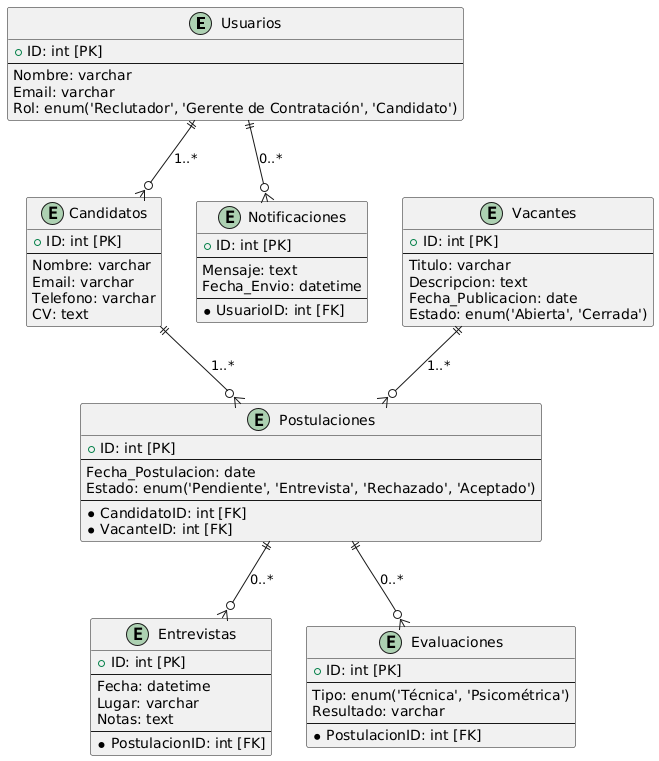 E Usuarios
ID: int [PK]
Nombre: varchar
Email: varchar
Rol: enum('Reclutador', 'Gerente de Contratación', 'Candidato')
1..*
0..*
E Candidatos
ID: int [PK]
Nombre: varchar
Email: varchar
Telefono: varchar
CV: text
E Notificaciones
ID: int [PK]
Mensaje: text
Fecha_Envio: datetime
UsuarioID: int [FK]
E Vacantes
ID: int [PK]
Titulo: varchar
Descripcion: text
Fecha_Publicacion: date
Estado: enum('Abierta', 'Cerrada')
1..*
1..*
E Postulaciones
ID: int [PK]
Fecha_Postulacion: date
Estado: enum('Pendiente', 'Entrevista', 'Rechazado', 'Aceptado')
CandidatoID: int [FK]
VacanteID: int [FK]
0..*
0..*
E Entrevistas
ID: int [PK]
Fecha: datetime
Lugar: varchar
Notas: text
PostulacionID: int [FK]
E Evaluaciones
ID: int [PK]
Tipo: enum('Técnica', 'Psicométrica')
Resultado: varchar
PostulacionID: int [FK]